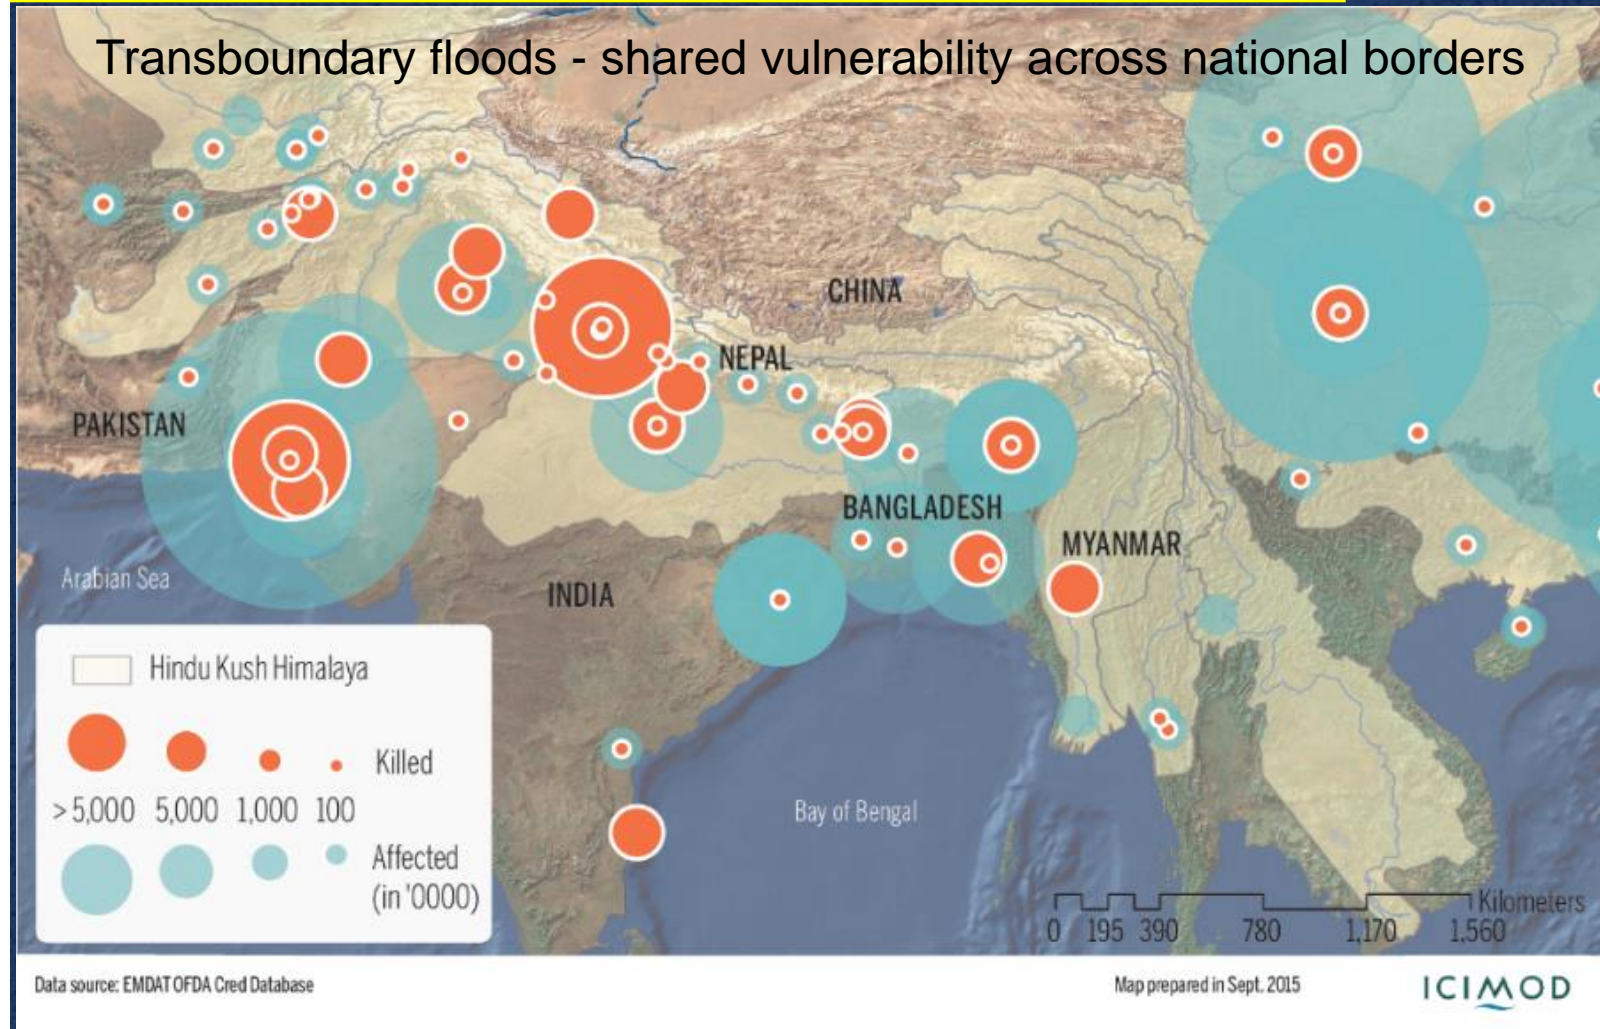 Transboundary floods - shared vulnerability across national borders
CHINA
NEPAL
PAKISTAN
BANGLADESH
MYANMAR
Arabian Sea
INDIA
Hindu Kush Himalaya
Killed
> 5,000 5,000 1,000 100
Affected
(in '0000)
Bay of Bengal
Kilometers
0 195 390 780 1,170 1,560
Data source: EMDAT OFDA Cred Database
Map prepared in Sept. 2015
ICIMOD